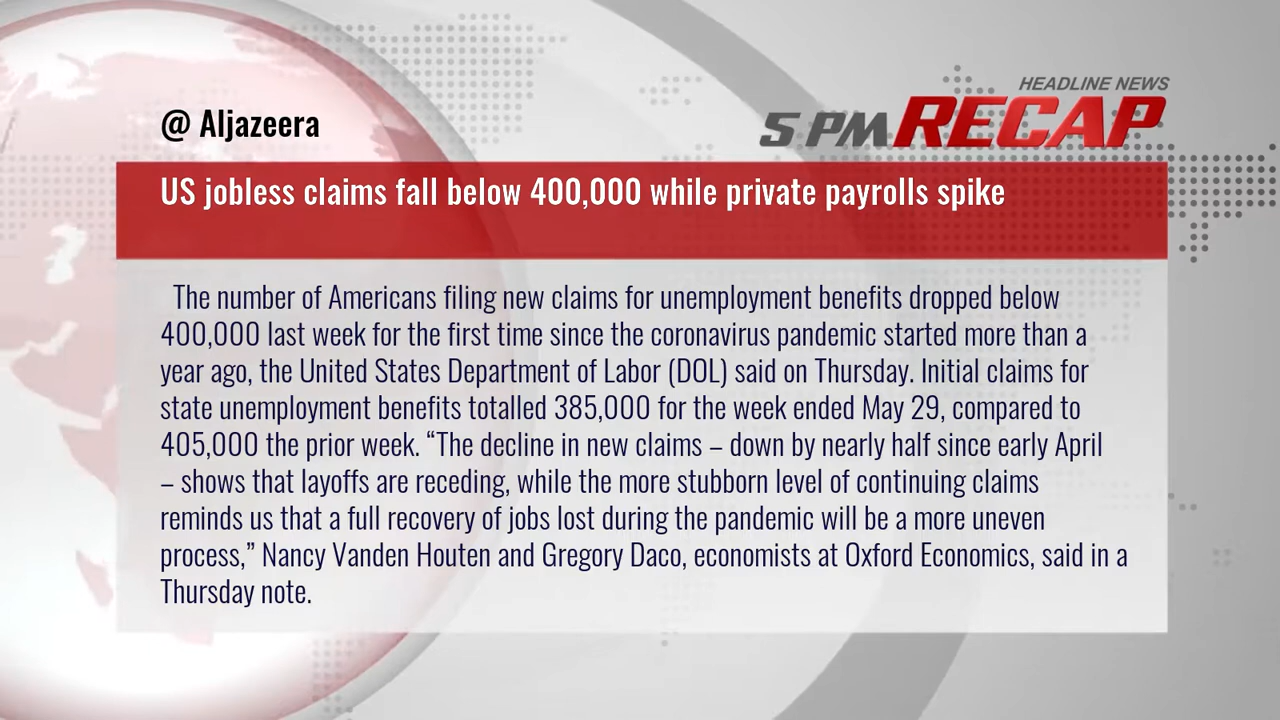 HEADLINE NEWS
@ Aljazeera
5 PM RECAP
US jobless claims fall below 400,000 while private payrolls spike
The number of Americans filing new claims for unemployment benefits dropped below
400,000 last week for the first time since the coronavirus pandemic started more than a
year ago, the United States Department of Labor (DOL) said on Thursday. Initial claims for
state unemployment benefits totalled 385,000 for the week ended May 29, compared to
405,000 the prior week. “The decline in new claims – down by nearly half since early April
– shows that layoffs are receding, while the more stubborn level of continuing claims
reminds us that a full recovery of jobs lost during the pandemic will be a more uneven
process,” Nancy Vanden Houten and Gregory Daco, economists at Oxford Economics, said in a
Thursday note.